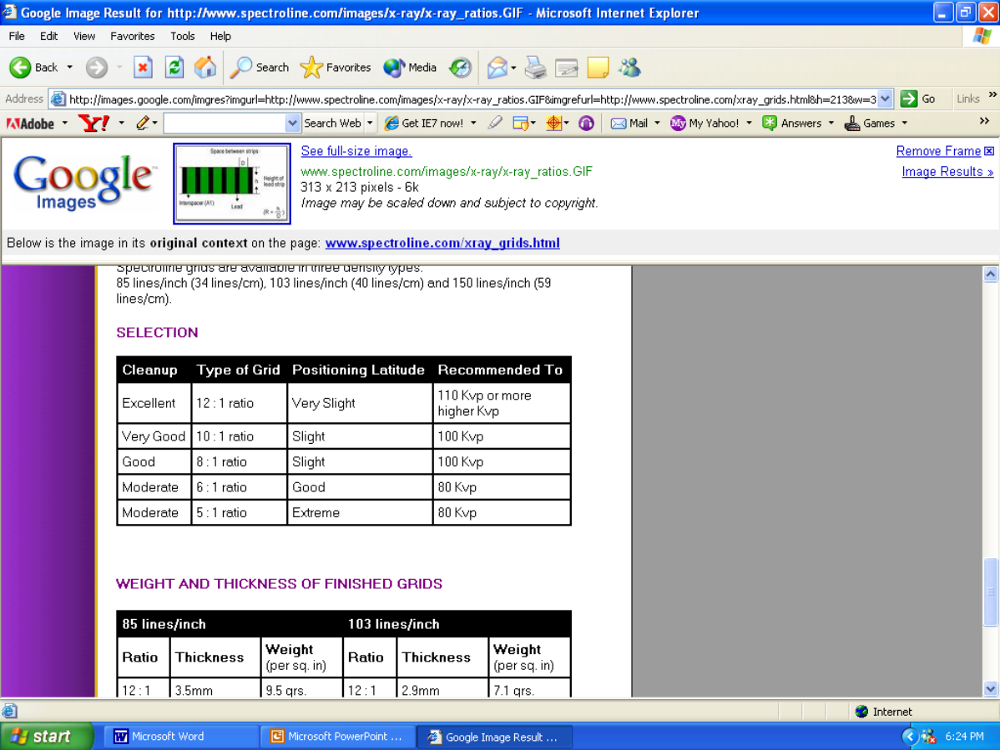 Google Image Result for http://www.spectroline.com/images/x-ray/x-ray_ratios.GIF - Microsoft Internet Explorer
File Edit View Favorites Tools Help
Back Search Favorites Media
Address http://images.google.com/imgres?imgurl=http://www.spectroline.com/images/x-ray/x-ray_ratios.GIF&imgrefurl=http://www.spectroline.com/xray_grids.html&h=213&w=3 Go Links »
Adobe Y! Search Web Get IE7 now! Mail My My Yahoo! Answers Games »
Google Images
Space between strips
D
h
Height of lead strip
Interspacer (A1)
Lead
(R = h/D)
See full-size image.
www.spectroline.com/images/x-ray/x-ray_ratios.GIF
313 x 213 pixels - 6k
Image may be scaled down and subject to copyright.
Remove Frame
Image Results »
Below is the image in its original context on the page: www.spectroline.com/xray_grids.html
Spectroline grids are available in three density types.
85 lines/inch (34 lines/cm), 103 lines/inch (40 lines/cm) and 150 lines/inch (59
lines/cm).
SELECTION
Cleanup Type of Grid Positioning Latitude Recommended To
Excellent 12 : 1 ratio Very Slight 110 Kvp or more higher Kvp
Very Good 10 : 1 ratio Slight 100 Kvp
Good 8 : 1 ratio Slight 100 Kvp
Moderate 6 : 1 ratio Good 80 Kvp
Moderate 5 : 1 ratio Extreme 80 Kvp
WEIGHT AND THICKNESS OF FINISHED GRIDS
85 lines/inch 103 lines/inch
Ratio Thickness Weight (per sq. in) Ratio Thickness Weight (per sq. in)
12 : 1 3.5mm 9.5 grs. 12 : 1 2.9mm 7.1 grs.
Internet
start Microsoft Word Microsoft PowerPoint ... Google Image Result ... 6:24 PM